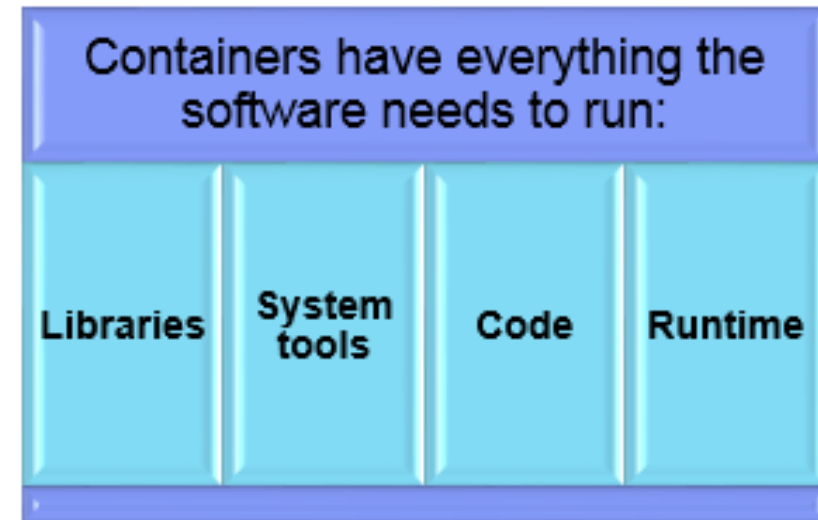 Containers have everything the
software needs to run:
Libraries
System
tools
Code
Runtime